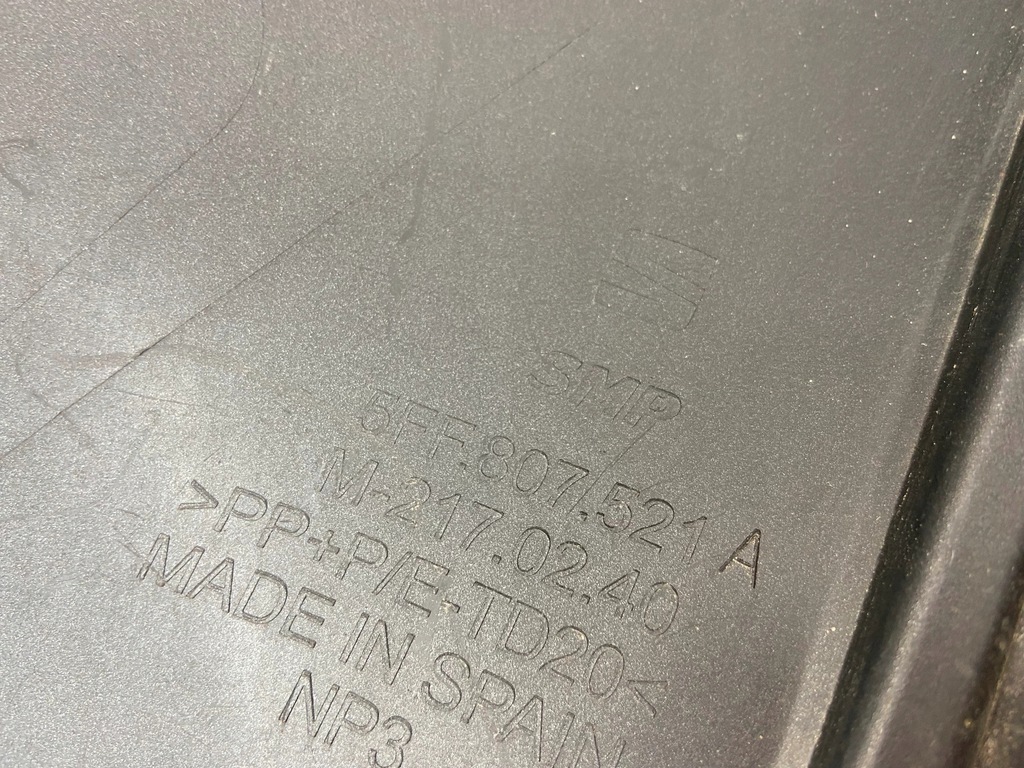 SMP
5FF.807.521 A
M-217.02.40
>PP+P/E-TD20<
MADE IN SPAIN
NP3